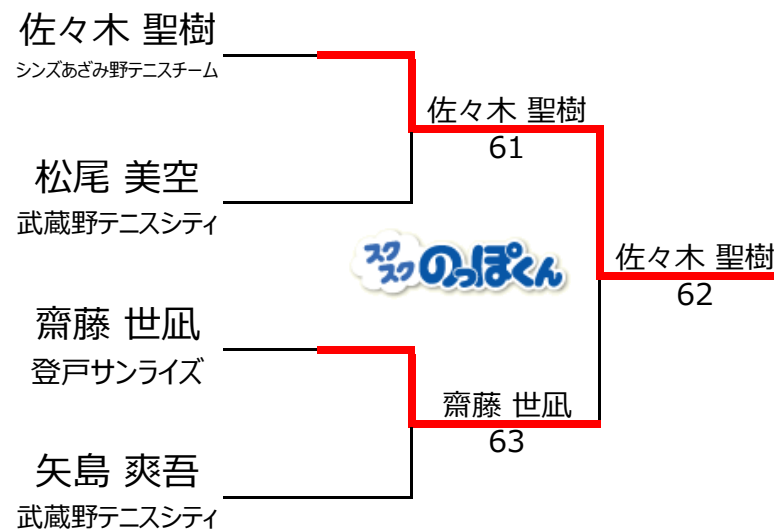 佐々木 聖樹
シンズあざみ野テニスチーム
佐々木 聖樹
61
松尾 美空
武蔵野テニスシティ
スクスクのっぽくん
佐々木 聖樹
62
齋藤 世凪
登戸サンライズ
齋藤 世凪
63
矢島 爽吾
武蔵野テニスシティ